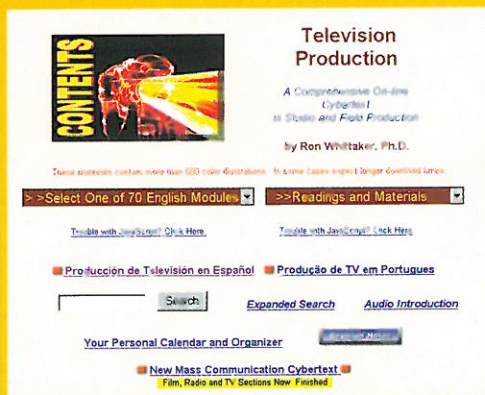 CONTENTS
Television
Production
A Comprehensive On-line
Cybertext
in Studio and Field Production
by Ron Whittaker, Ph.D.
These materials contain more than 600 color illustrations. In some cases expect longer download times.
> >Select One of 70 English Modules
>>Readings and Materials
Trouble with JavaScript? Click Here.
Trouble with JavaScript? Click Here.
Producción de Televisión en Español
Produção de TV em Portugues
Search
Expanded Search
Audio Introduction
Your Personal Calendar and Organizer
New Mass Communication Cybertext
Film, Radio and TV Sections Now Finished